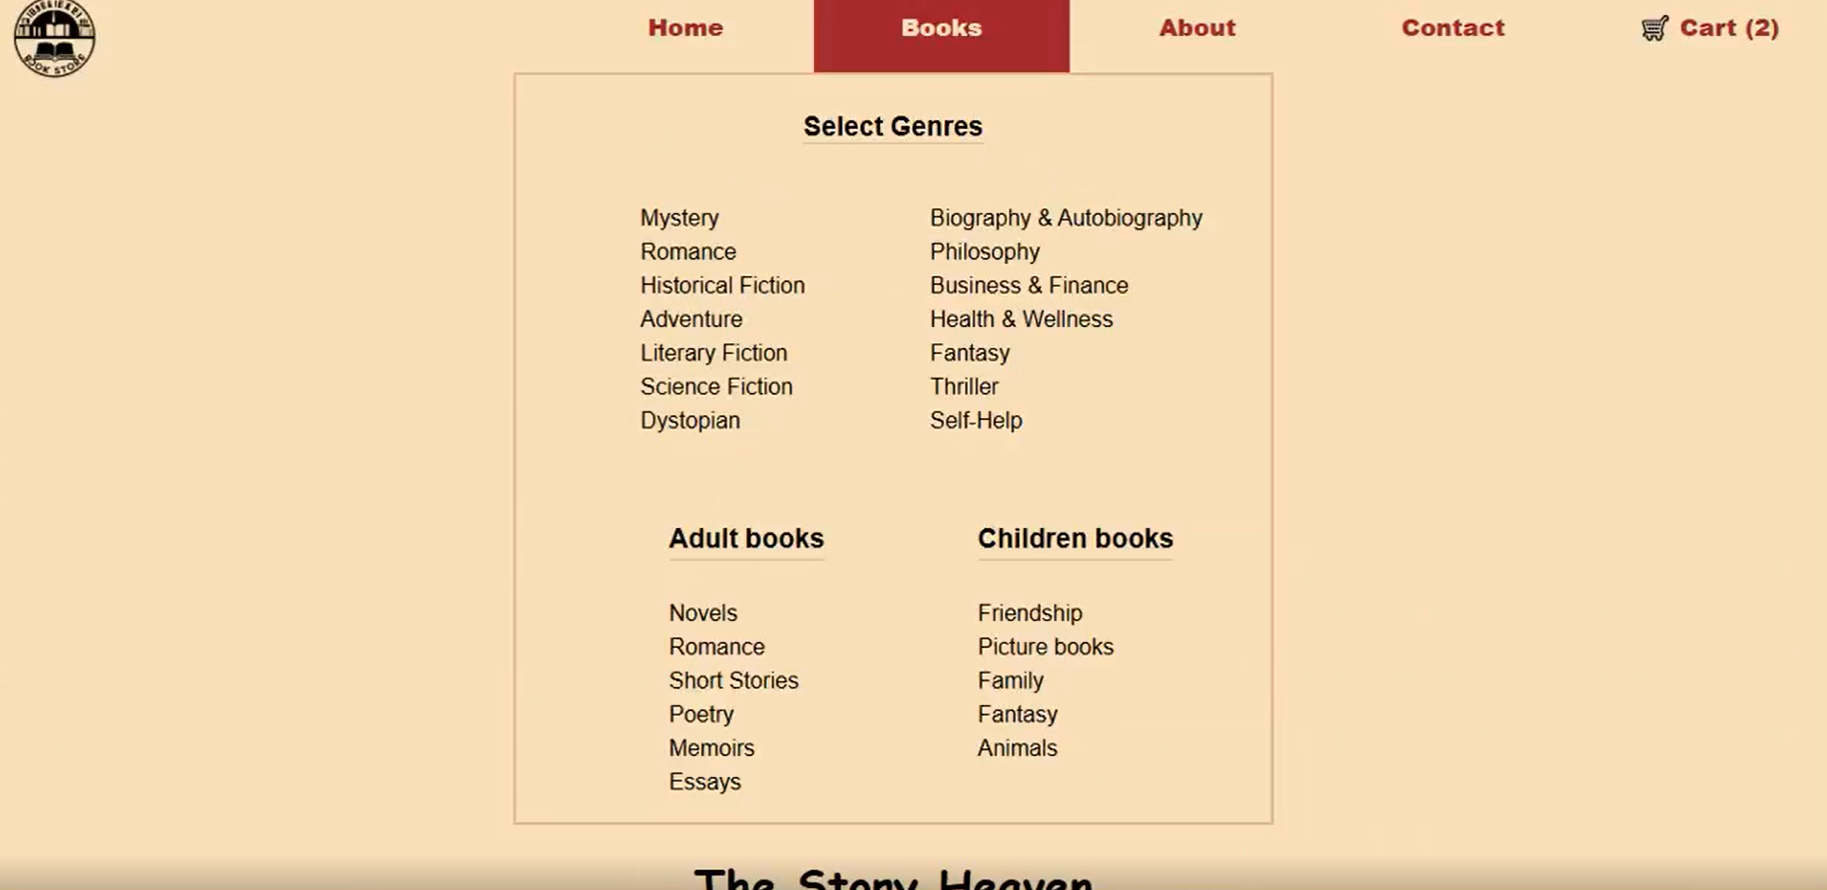 Home Books About Contact Cart (2)
BOOK STORE
Select Genres
Mystery
Romance
Historical Fiction
Adventure
Literary Fiction
Science Fiction
Dystopian
Biography & Autobiography
Philosophy
Business & Finance
Health & Wellness
Fantasy
Thriller
Self-Help
Adult books
Novels
Romance
Short Stories
Poetry
Memoirs
Essays
Children books
Friendship
Picture books
Family
Fantasy
Animals
The Story Heaven